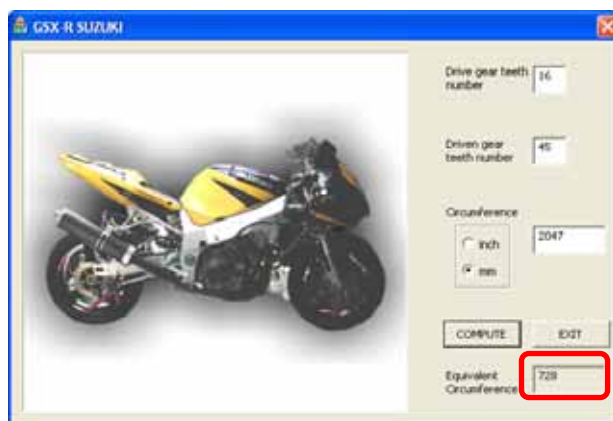 GSX-R SUZUKI
Drive gear teeth
number
16
Driven gear
teeth number
45
Circumference
inch
mm
2047
COMPUTE
EXIT
Equivalent
Circumference
728